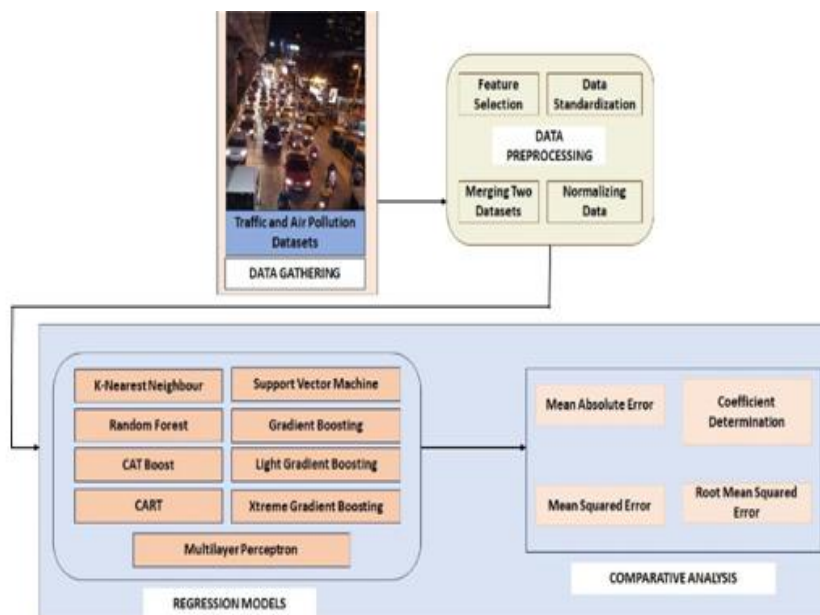 Traffic and Air Pollution
Datasets
DATA GATHERING
Feature
Selection
Data
Standardization
DATA
PREPROCESSING
Merging Two
Datasets
Normalizing
Data
K-Nearest Neighbour
Support Vector Machine
Random Forest
Gradient Boosting
CAT Boost
Light Gradient Boosting
CART
Xtreme Gradient Boosting
Multilayer Perceptron
REGRESSION MODELS
Mean Absolute Error
Coefficient
Determination
Mean Squared Error
Root Mean Squared
Error
COMPARATIVE ANALYSIS